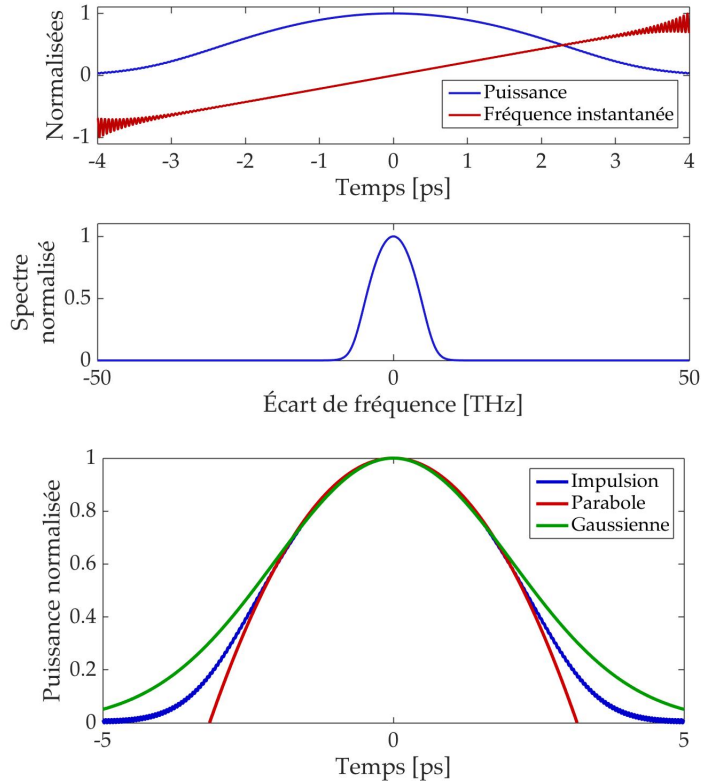 Normalisées
1
0
-1
Puissance
Fréquence instantanée
-4 -3 -2 -1 0 1 2 3 4
Temps [ps]
Spectre
normalisé
1
0.5
0
-50 0 50
Écart de fréquence [THz]
Puissance normalisée
1
0.8
0.6
0.4
0.2
0
Impulsion
Parabole
Gaussienne
-5 0 5
Temps [ps]